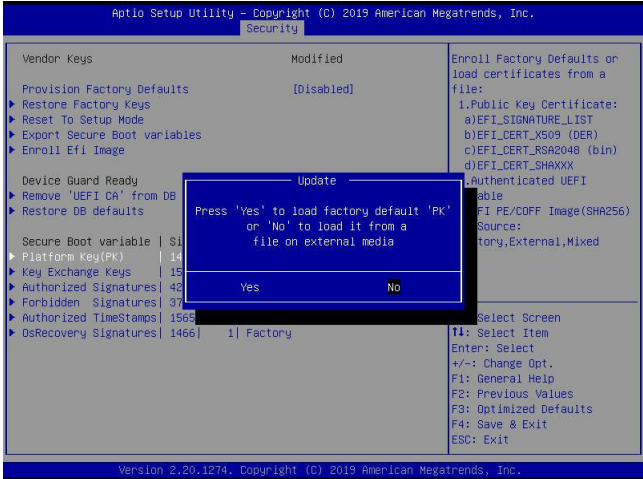 Aptio Setup Utility – Copyright (C) 2019 American Megatrends, Inc.
Security
Vendor Keys Modified
Provision Factory Defaults [Disabled]
Restore Factory Keys
Reset To Setup Mode
Export Secure Boot variables
Enroll Efi Image
Device Guard Ready
Remove 'UEFI CA' from DB
Restore DB defaults
Secure Boot variable | Si
Platform Key(PK) | 14
Key Exchange Keys | 15
Authorized Signatures| 42
Forbidden Signatures| 37
Authorized TimeStamps| 1565
OsRecovery Signatures| 1466| 1| Factory
Update
Press 'Yes' to load factory default 'PK'
or 'No' to load it from a
file on external media
Yes No
Enroll Factory Defaults or
load certificates from a
file:
1.Public Key Certificate:
a)EFI_SIGNATURE_LIST
b)EFI_CERT_X509 (DER)
c)EFI_CERT_RSA2048 (bin)
d)EFI_CERT_SHAXXX
.Authenticated UEFI
able
FI PE/COFF Image(SHA256)
Source:
tory,External,Mixed
Select Screen
↑↓: Select Item
Enter: Select
+/-: Change Opt.
F1: General Help
F2: Previous Values
F3: Optimized Defaults
F4: Save & Exit
ESC: Exit
Version 2.20.1274. Copyright (C) 2019 American Megatrends, Inc.